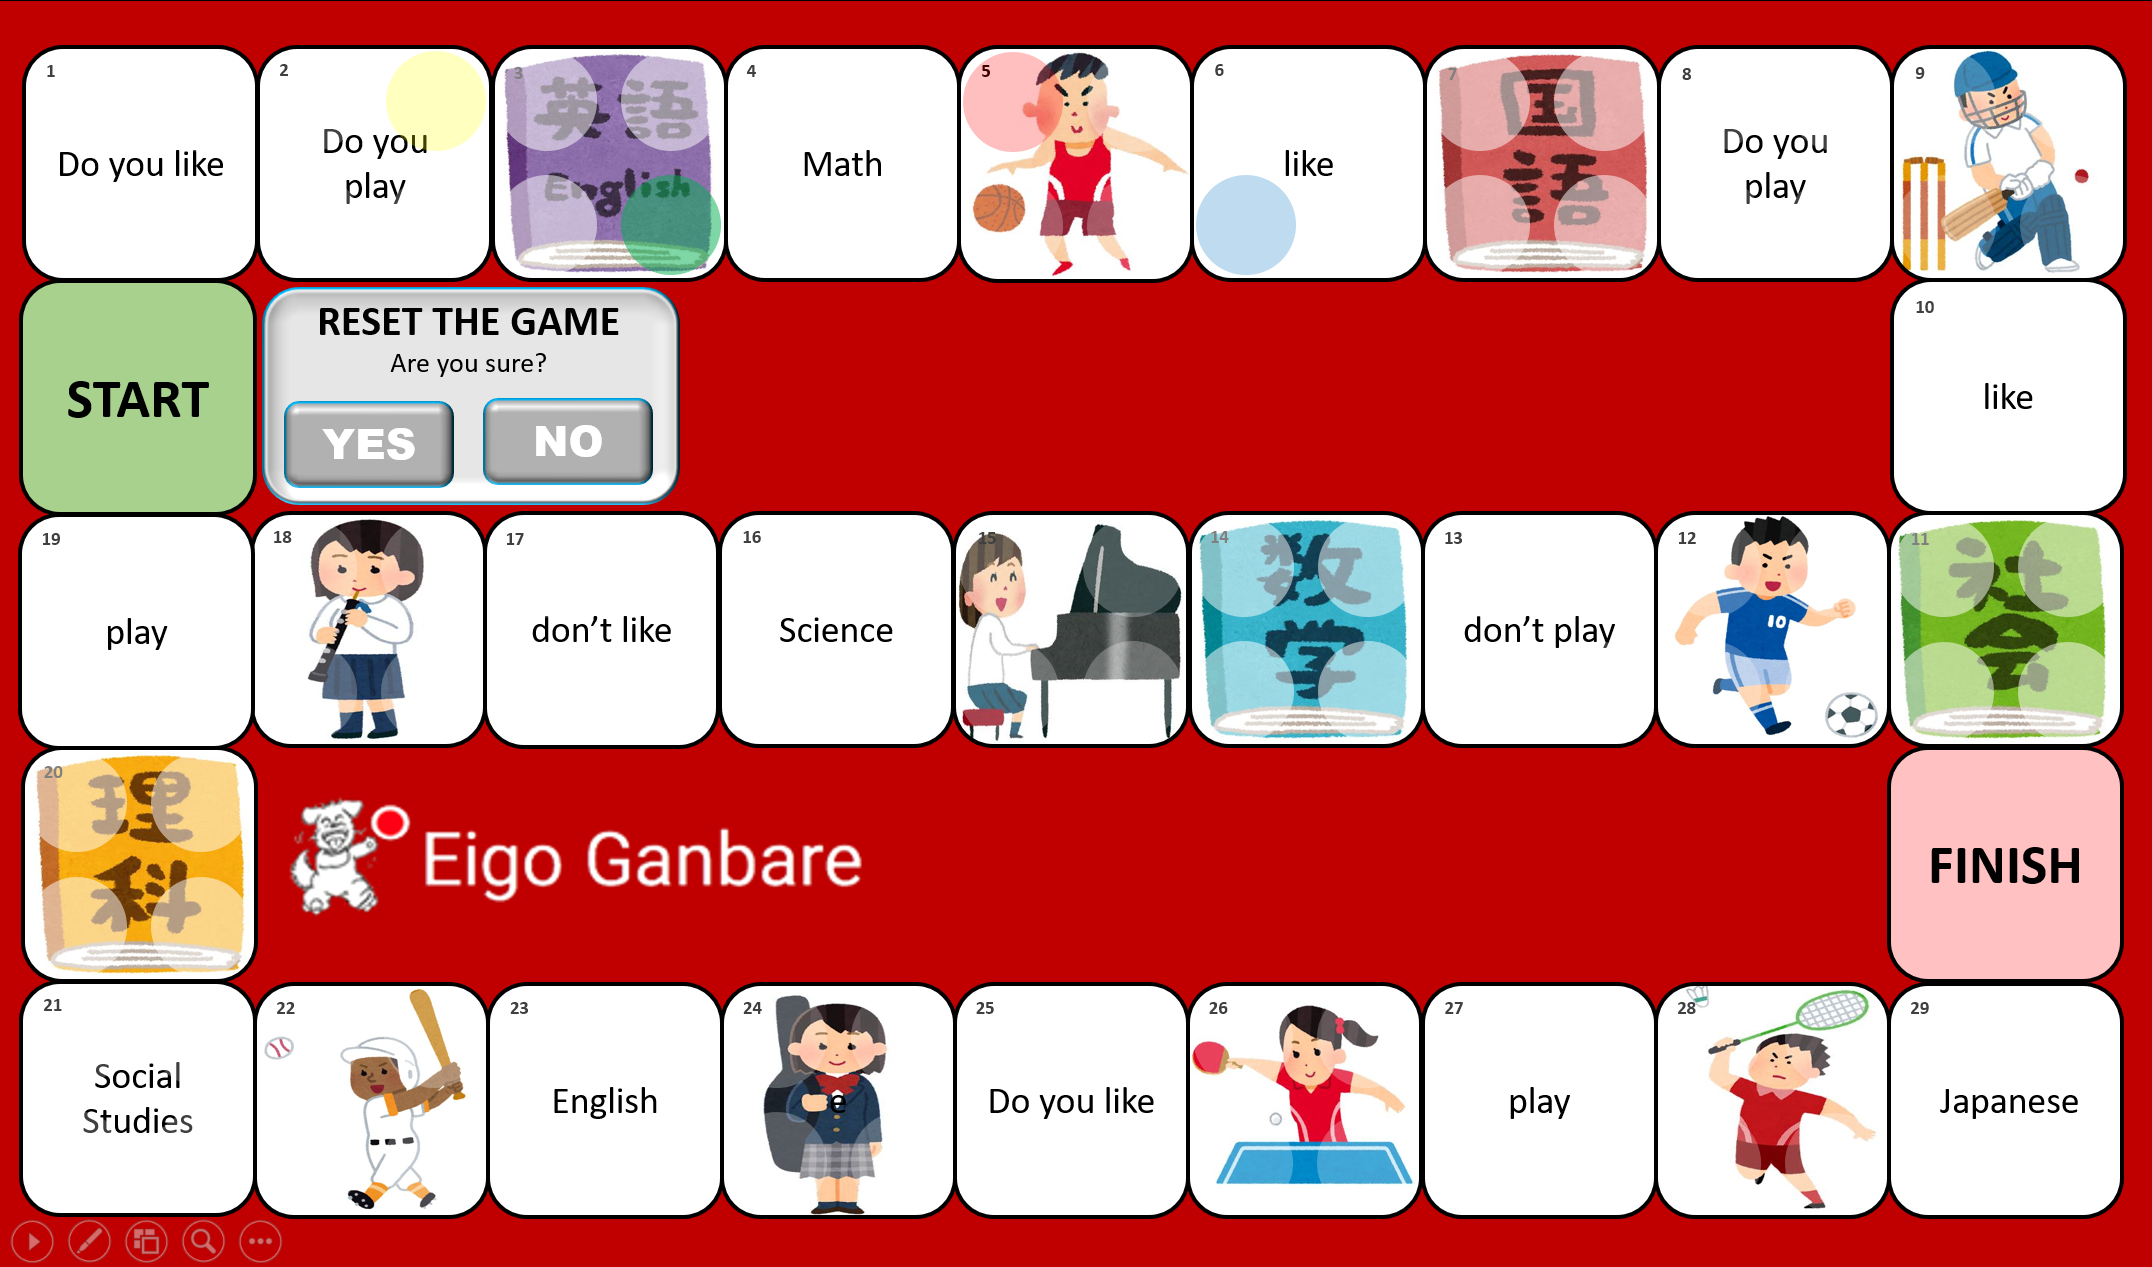 1
Do you like
2
Do you
play
3
英語
English
4
Math
5
6
like
7
国
語
8
Do you
play
9
START
RESET THE GAME
Are you sure?
YES
NO
10
like
19
play
18
17
don't like
16
Science
15
14
数
学
13
don't play
12
10
11
社
会
20
理
科
Eigo Ganbare
FINISH
21
Social
Studies
22
23
English
24
e
25
Do you like
26
27
play
28
29
Japanese